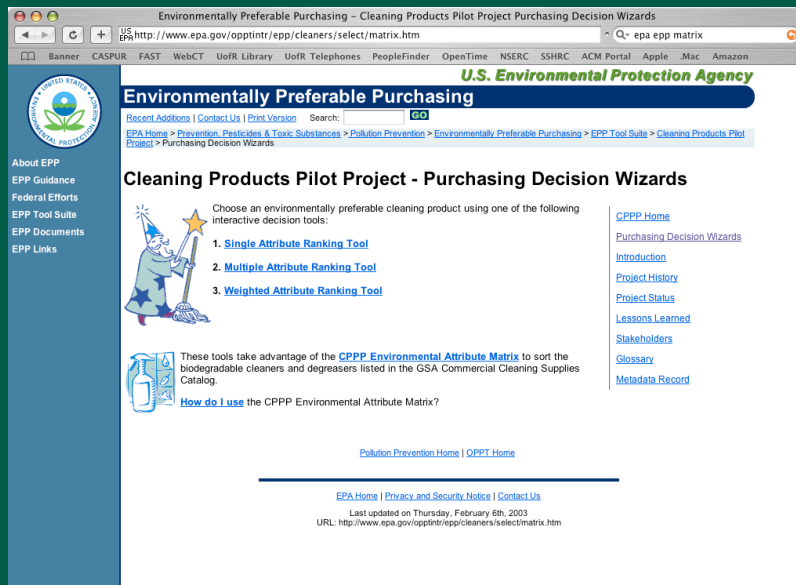 Environmentally Preferable Purchasing – Cleaning Products Pilot Project Purchasing Decision Wizards
US EPA http://www.epa.gov/opptintr/epp/cleaners/select/matrix.htm
epa epp matrix
Banner CASPUR FAST WebCT UofR Library UofR Telephones PeopleFinder OpenTime NSERC SSHRC ACM Portal Apple .Mac Amazon
U.S. Environmental Protection Agency
UNITED STATES ENVIRONMENTAL PROTECTION AGENCY
Environmentally Preferable Purchasing
Recent Additions | Contact Us | Print Version Search: GO
EPA Home > Prevention, Pesticides & Toxic Substances > Pollution Prevention > Environmentally Preferable Purchasing > EPP Tool Suite > Cleaning Products Pilot
Project > Purchasing Decision Wizards
About EPP
EPP Guidance
Federal Efforts
EPP Tool Suite
EPP Documents
EPP Links
Cleaning Products Pilot Project - Purchasing Decision Wizards
Choose an environmentally preferable cleaning product using one of the following
interactive decision tools:
1. Single Attribute Ranking Tool
2. Multiple Attribute Ranking Tool
3. Weighted Attribute Ranking Tool
These tools take advantage of the CPPP Environmental Attribute Matrix to sort the
biodegradable cleaners and degreasers listed in the GSA Commercial Cleaning Supplies
Catalog.
How do I use the CPPP Environmental Attribute Matrix?
CPPP Home
Purchasing Decision Wizards
Introduction
Project History
Project Status
Lessons Learned
Stakeholders
Glossary
Metadata Record
Pollution Prevention Home | OPPT Home
EPA Home | Privacy and Security Notice | Contact Us
Last updated on Thursday, February 6th, 2003
URL: http://www.epa.gov/opptintr/epp/cleaners/select/matrix.htm